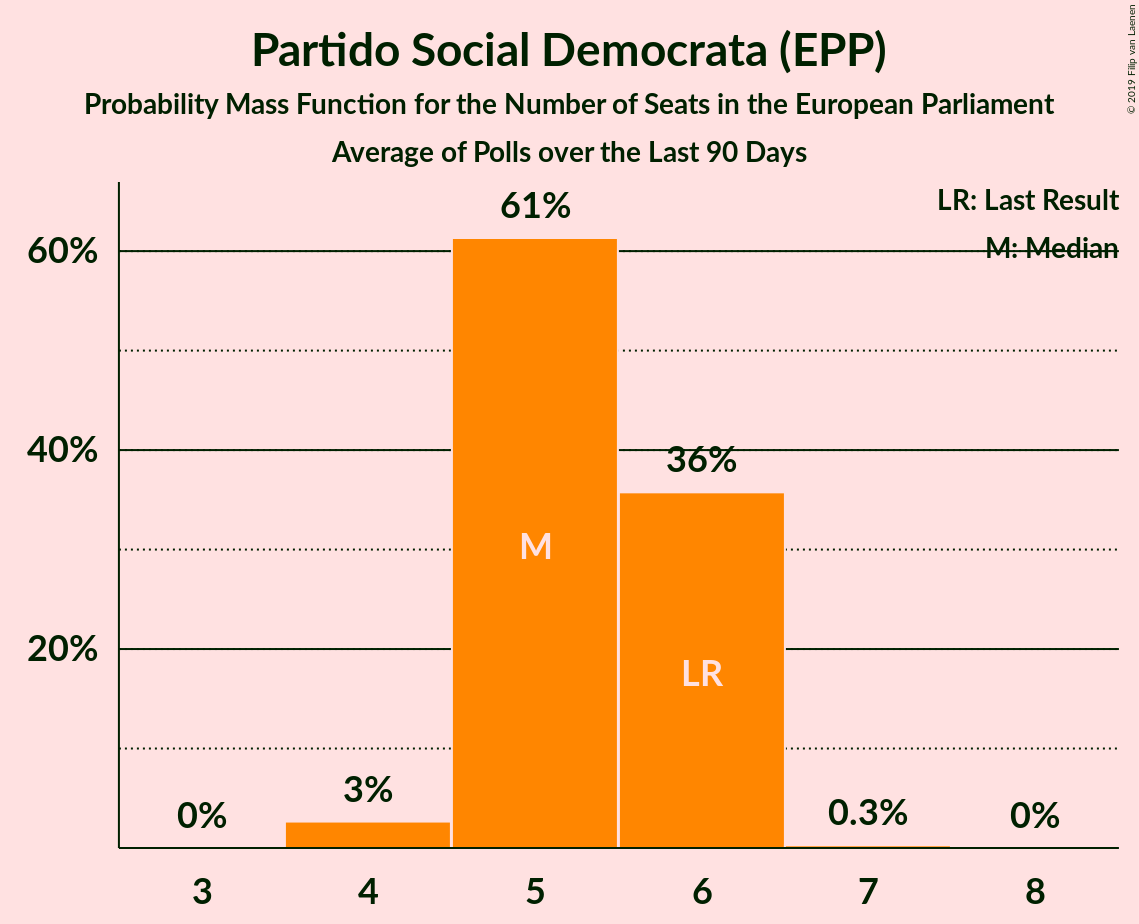 Partido Social Democrata (EPP)
Probability Mass Function for the Number of Seats in the European Parliament
Average of Polls over the Last 90 Days
© 2019 Filip van Laenen
LR: Last Result
M: Median
60%
40%
20%
0%
3%
61%
36%
0.3%
0%
M
LR
3
4
5
6
7
8